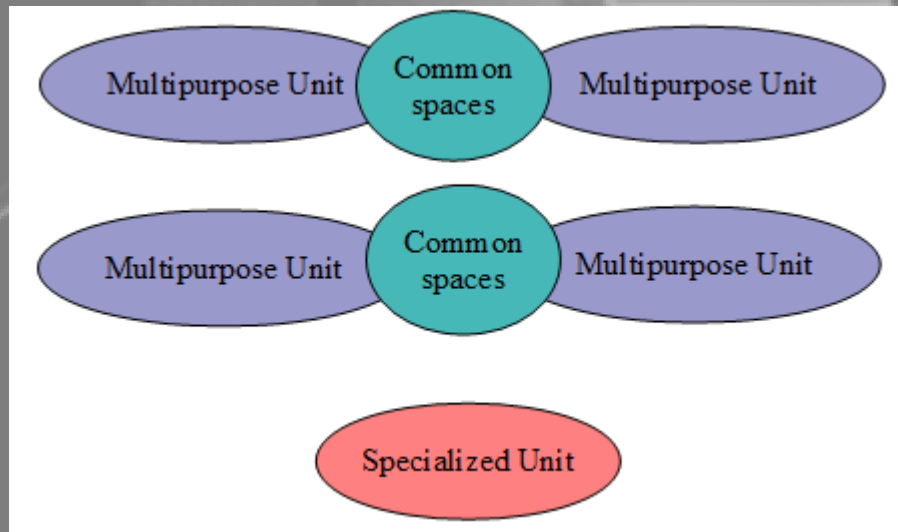 Multipurpose Unit
Common
spaces
Multipurpose Unit
Multipurpose Unit
Common
spaces
Multipurpose Unit
Specialized Unit